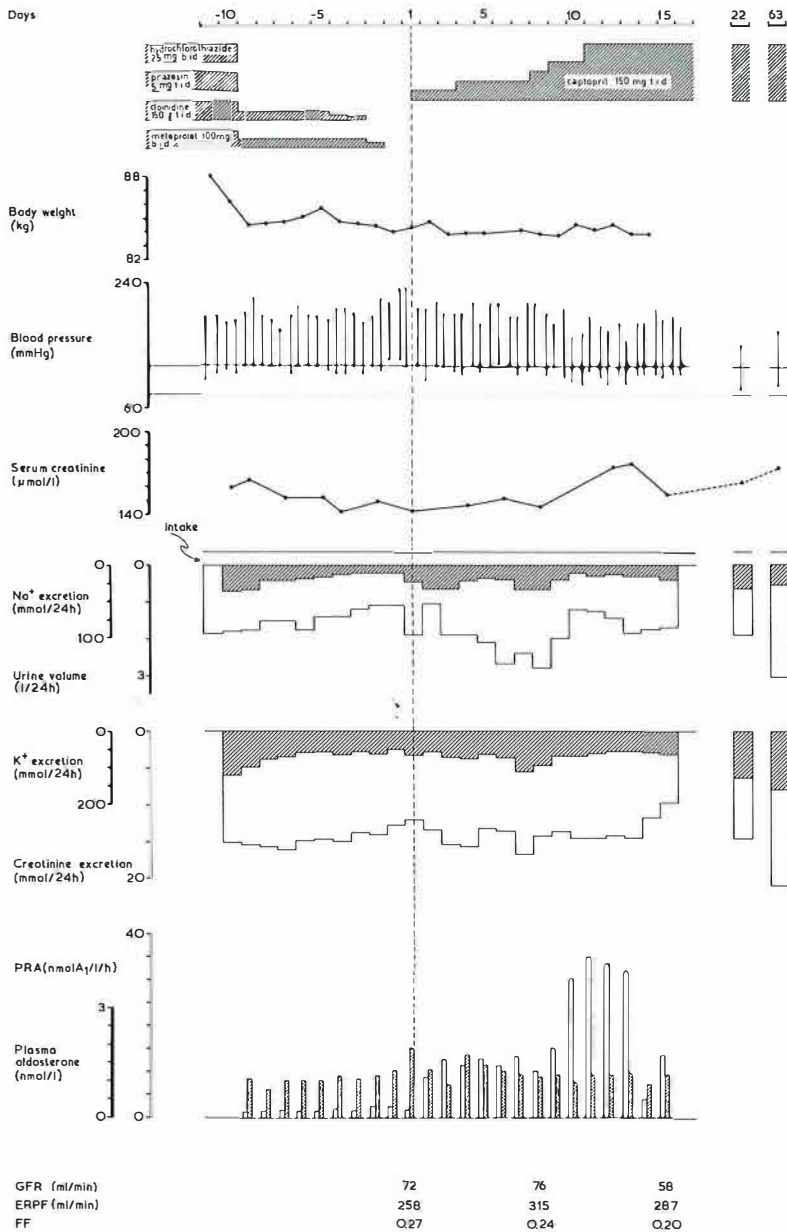 Days -10 -5 1 5 10 15 22 63
hydrochlorothiazide
25 mg b i d
prazosin
5 mg t i d
clonidine
150 t i d
captopril 150 mg t i d
metoprolol 100mg
b i d
88
Body weight
(kg)
82
240
Blood pressure
(mmHg)
60
200
Serum creatinine
(µmol/l)
140
intake
0 0
Na⁺ excretion
(mmol/24h)
100
Urine volume
(l/24h)
3
0 0
K⁺ excretion
(mmol/24h)
200
Creatinine excretion
(mmol/24h)
20
40
PRA(nmolA₁/l/h)
3
Plasma
aldosterone
(nmol/l)
0 0
GFR (ml/min) 72 76 58
ERPF(ml/min) 258 315 287
FF 0.27 0.24 0.20